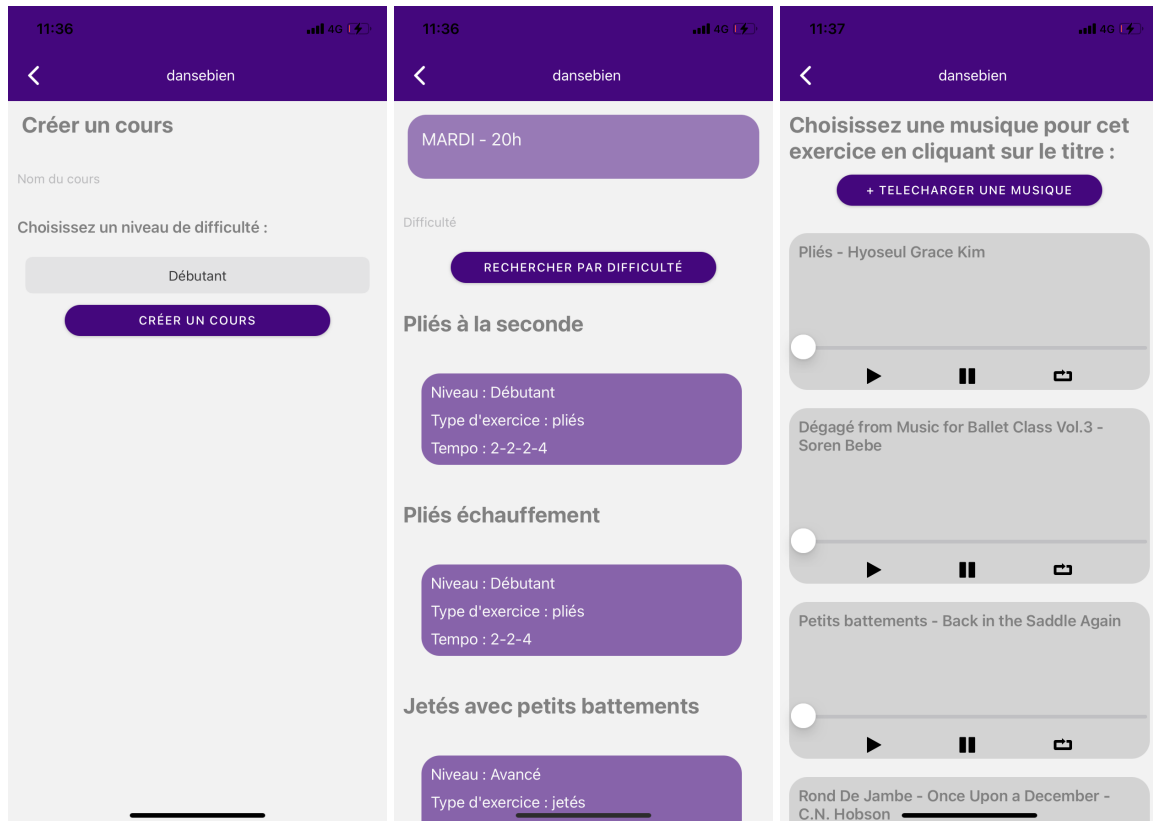 11:36
4G
dansebien
Créer un cours
Nom du cours
Choisissez un niveau de difficulté :
Débutant
CRÉER UN COURS
11:36
4G
dansebien
MARDI - 20h
Difficulté
RECHERCHER PAR DIFFICULTÉ
Pliés à la seconde
Niveau : Débutant
Type d'exercice : pliés
Tempo : 2-2-2-4
Pliés échauffement
Niveau : Débutant
Type d'exercice : pliés
Tempo : 2-2-4
Jetés avec petits battements
Niveau : Avancé
Type d'exercice : jetés
11:37
4G
dansebien
Choisissez une musique pour cet
exercice en cliquant sur le titre :
+ TELECHARGER UNE MUSIQUE
Pliés - Hyoseul Grace Kim
Dégagé from Music for Ballet Class Vol.3 -
Soren Bebe
Petits battements - Back in the Saddle Again
Rond De Jambe - Once Upon a December -
C.N. Hobson